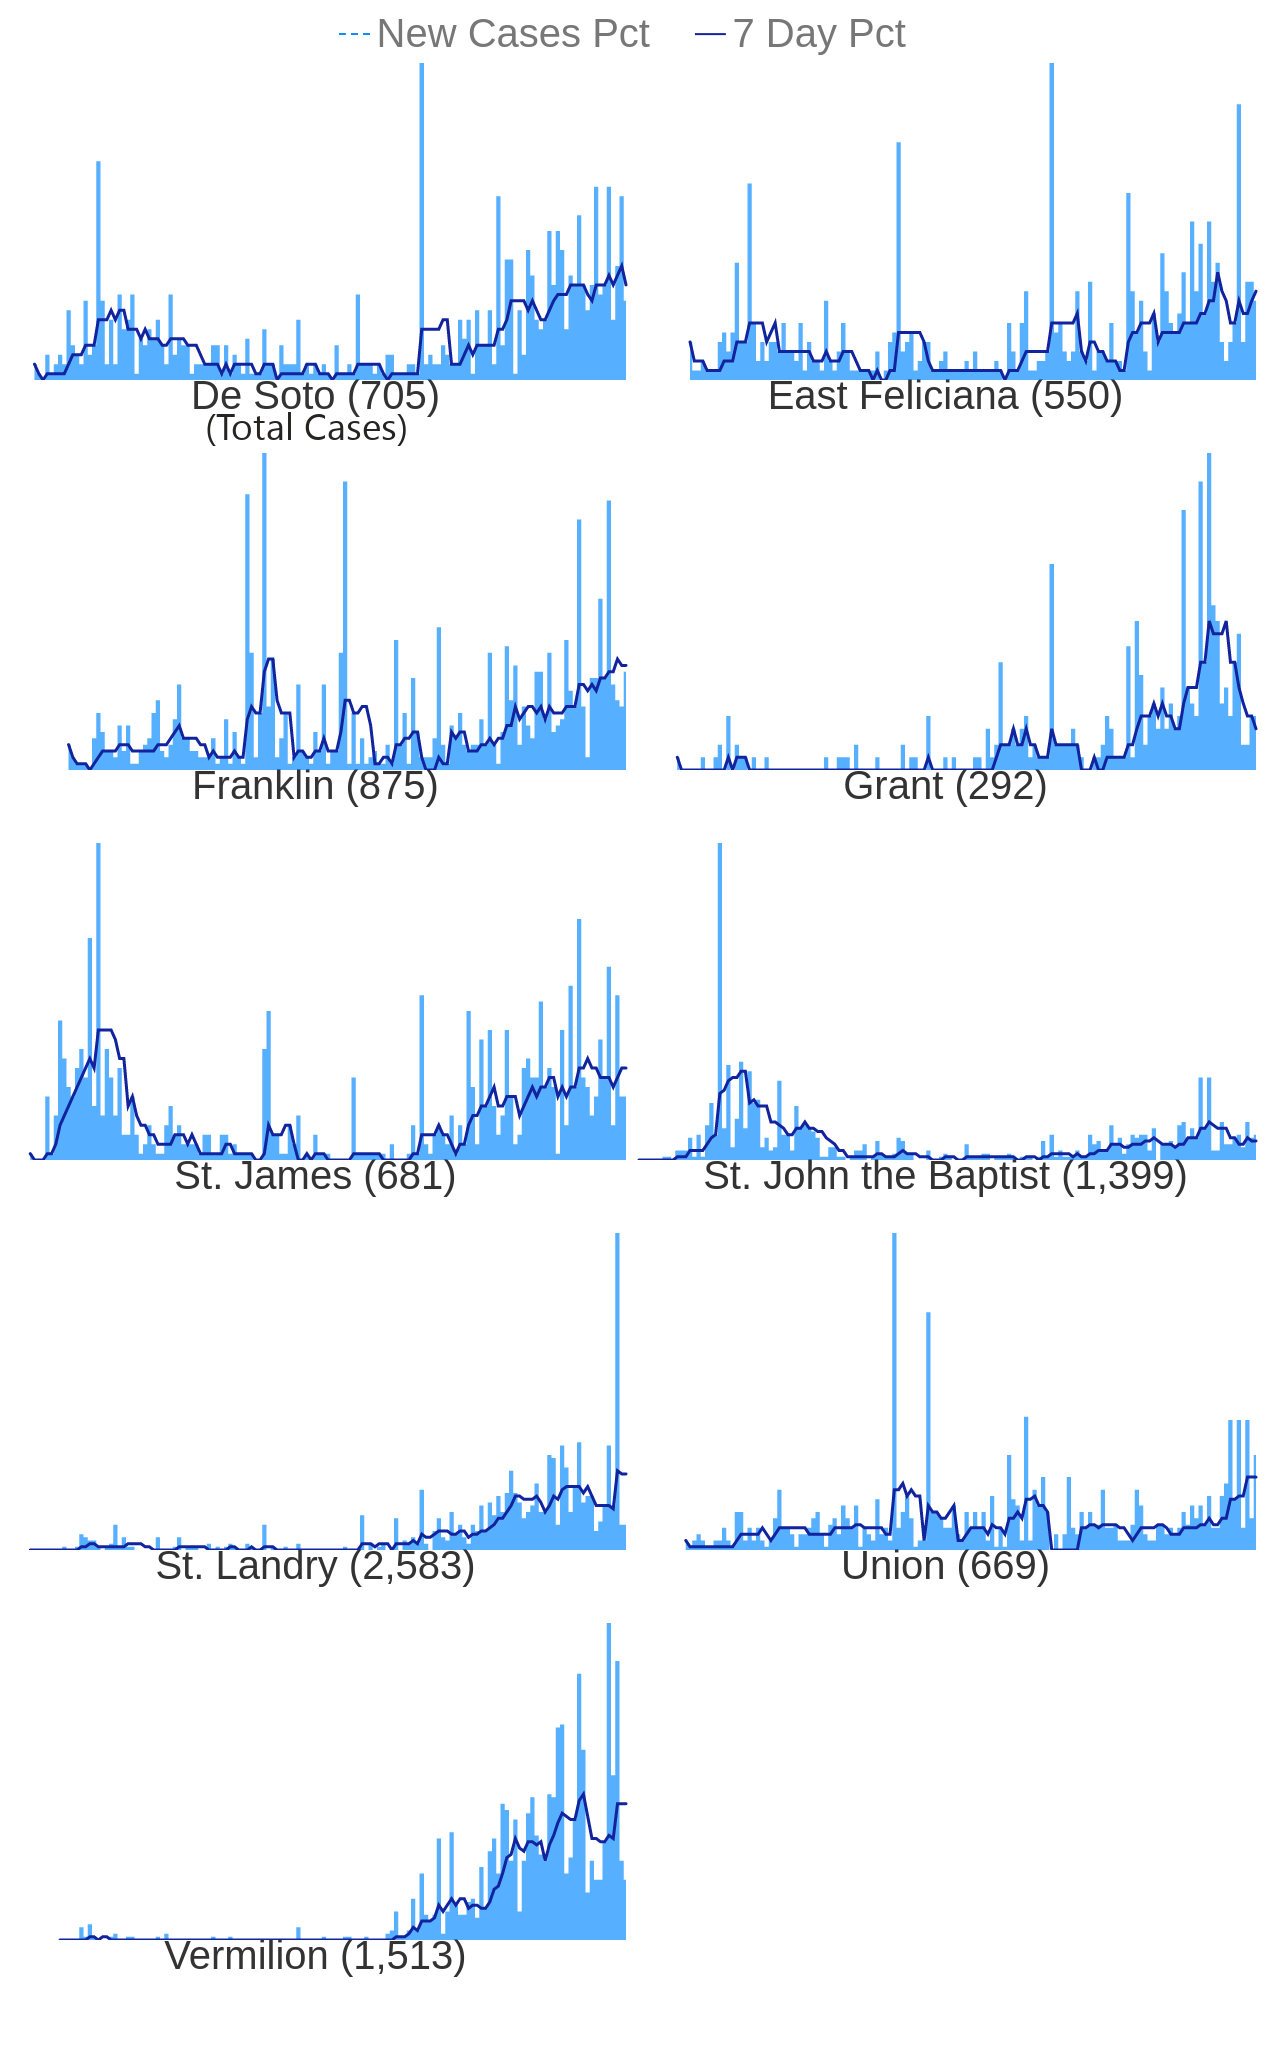 New Cases Pct 7 Day Pct
De Soto (705) East Feliciana (550)
(Total Cases)
Franklin (875) Grant (292)
St. James (681) St. John the Baptist (1,399)
St. Landry (2,583) Union (669)
Vermilion (1,513)